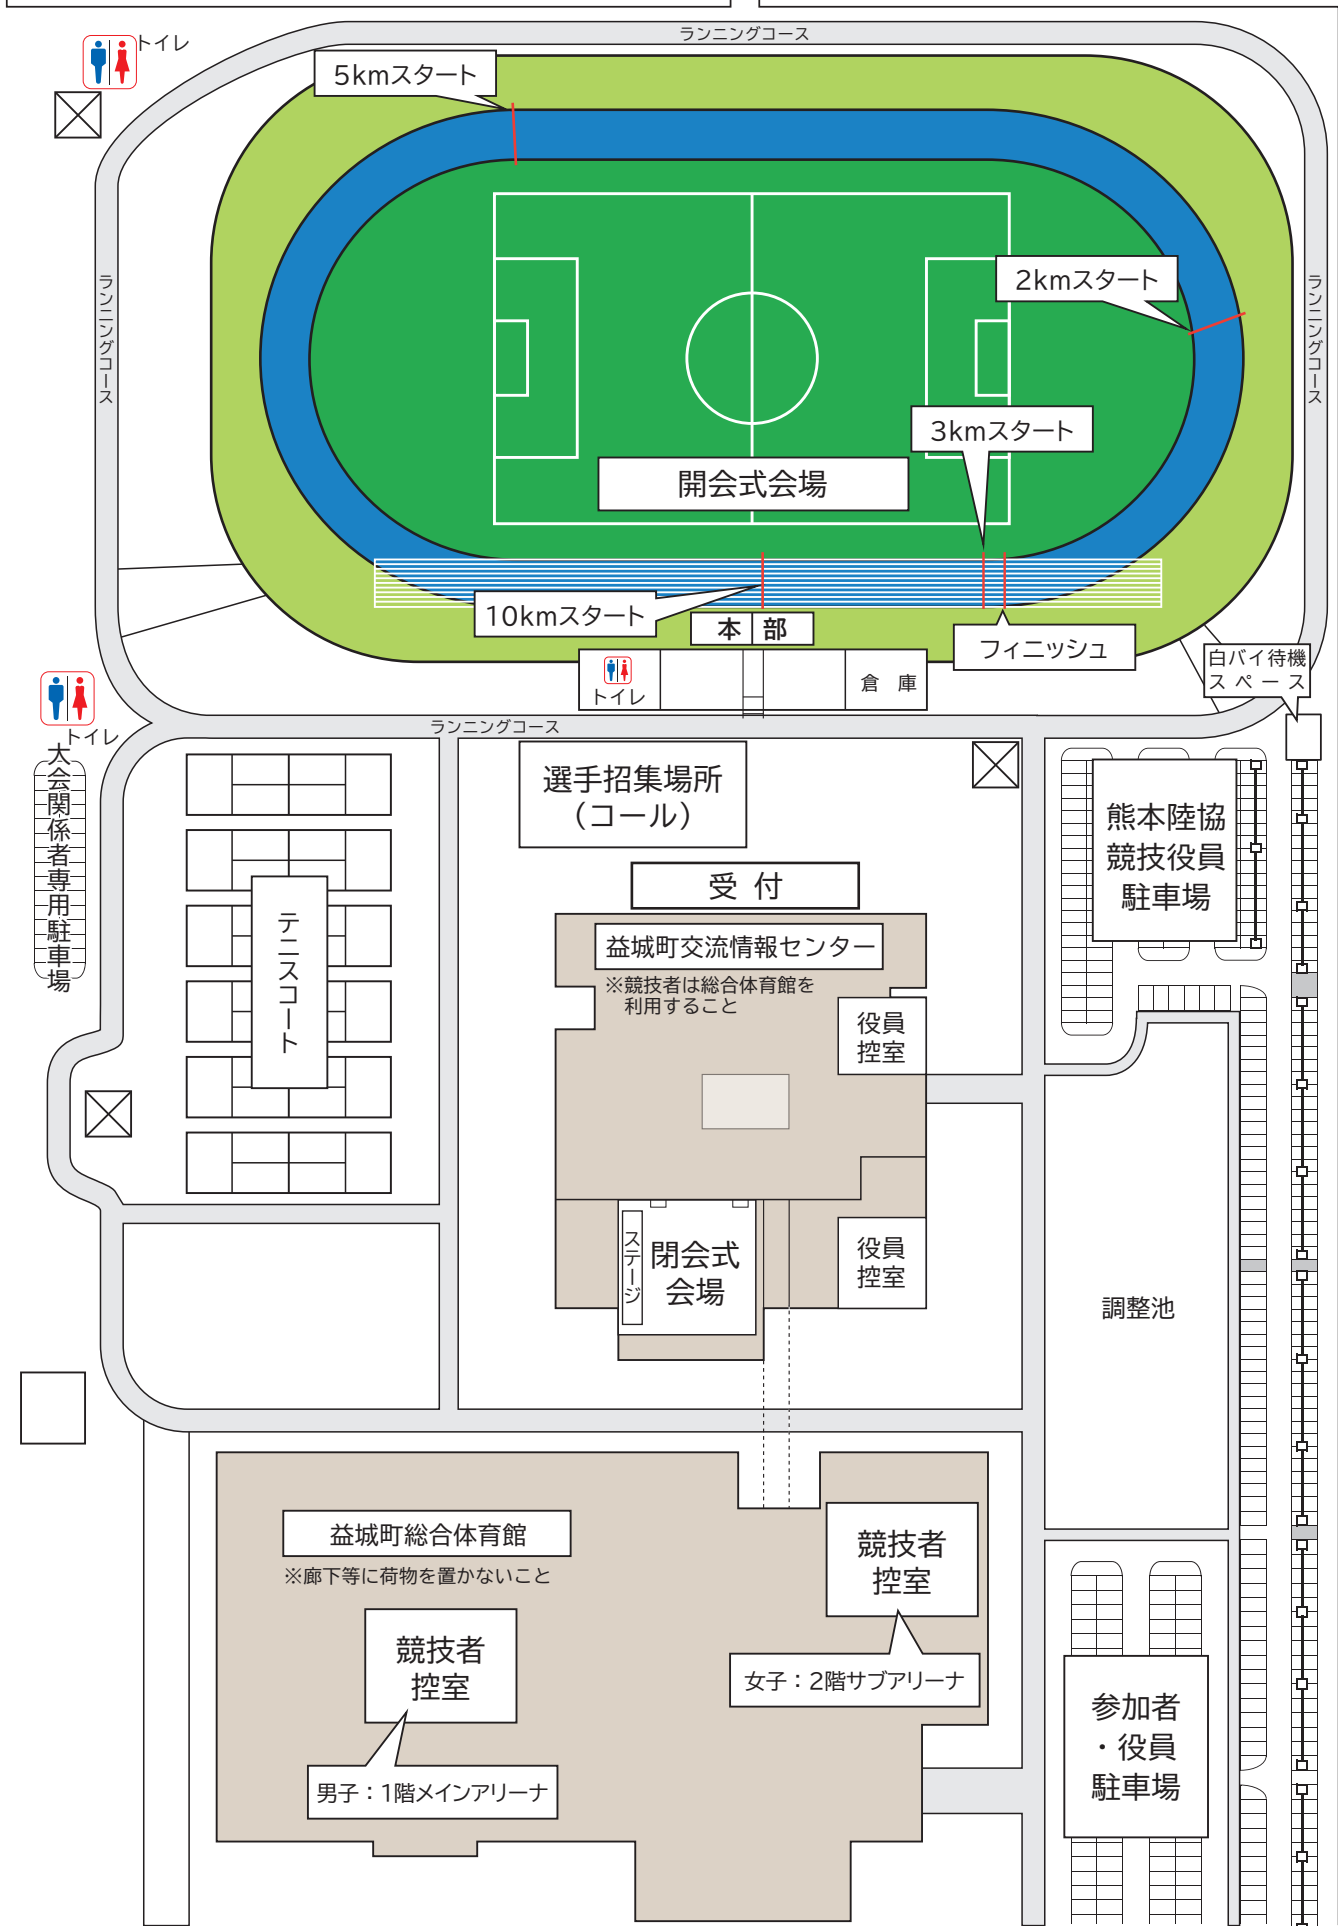 ランニングコース
トイレ
5kmスタート
ランニングコース
2kmスタート
ランニングコース
3kmスタート
開会式会場
10kmスタート
本部
フィニッシュ
トイレ
倉 庫
白バイ待機
スペース
トイレ
ランニングコース
大会関係者専用駐車場
選手招集場所
（コール）
熊本陸協
競技役員
駐車場
受 付
テニスコート
益城町交流情報センター
※競技者は総合体育館を
利用すること
役員
控室
ステージ
閉会式
会場
役員
控室
調整池
益城町総合体育館
※廊下等に荷物を置かないこと
競技者
控室
女子：2階サブアリーナ
競技者
控室
男子：1階メインアリーナ
参加者
・役員
駐車場